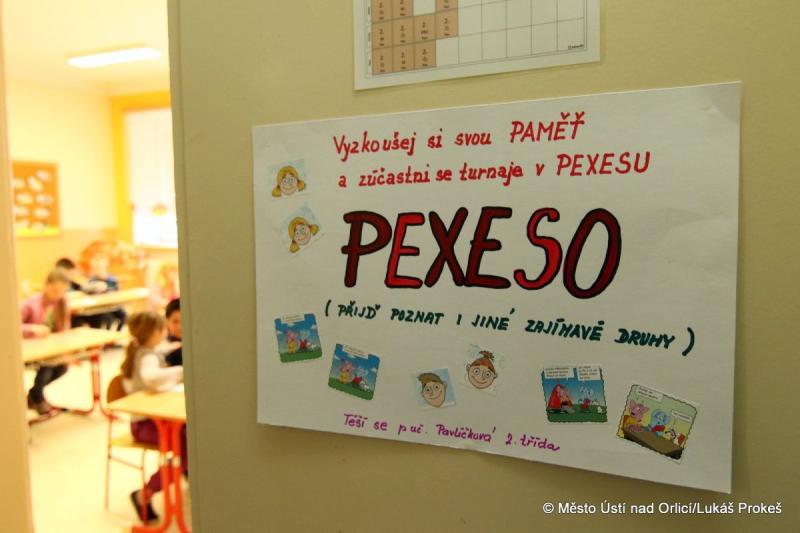 Vyzkoušej si svou PAMĚŤ
a zúčastni se turnaje v PEXESU
PEXESO
(PŘIJĎ POZNAT I JINÉ ZAJÍMAVÉ DRUHY)
Těší se p.uč. Pavlíčková 2. třída
© Město Ústí nad Orlicí/Lukáš Prokeš